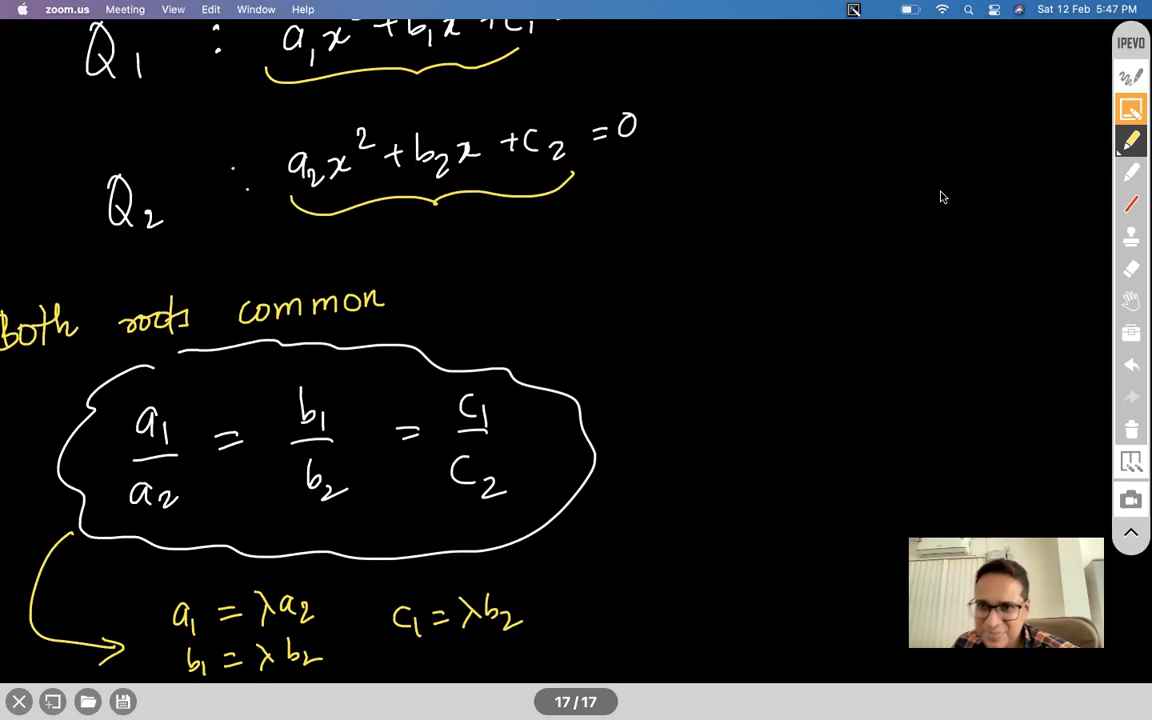 zoom.us Meeting View Edit Window Help Sat 12 Feb 5:47 PM
IPEVO
Q₁ : a₁x² + b₁x + c₁
Q₂ : a₂x² + b₂x + c₂ = 0
Both roots common
a₁/a₂ = b₁/b₂ = c₁/c₂
a₁ = λa₂ c₁ = λb₂
b₁ = λb₂
17/17